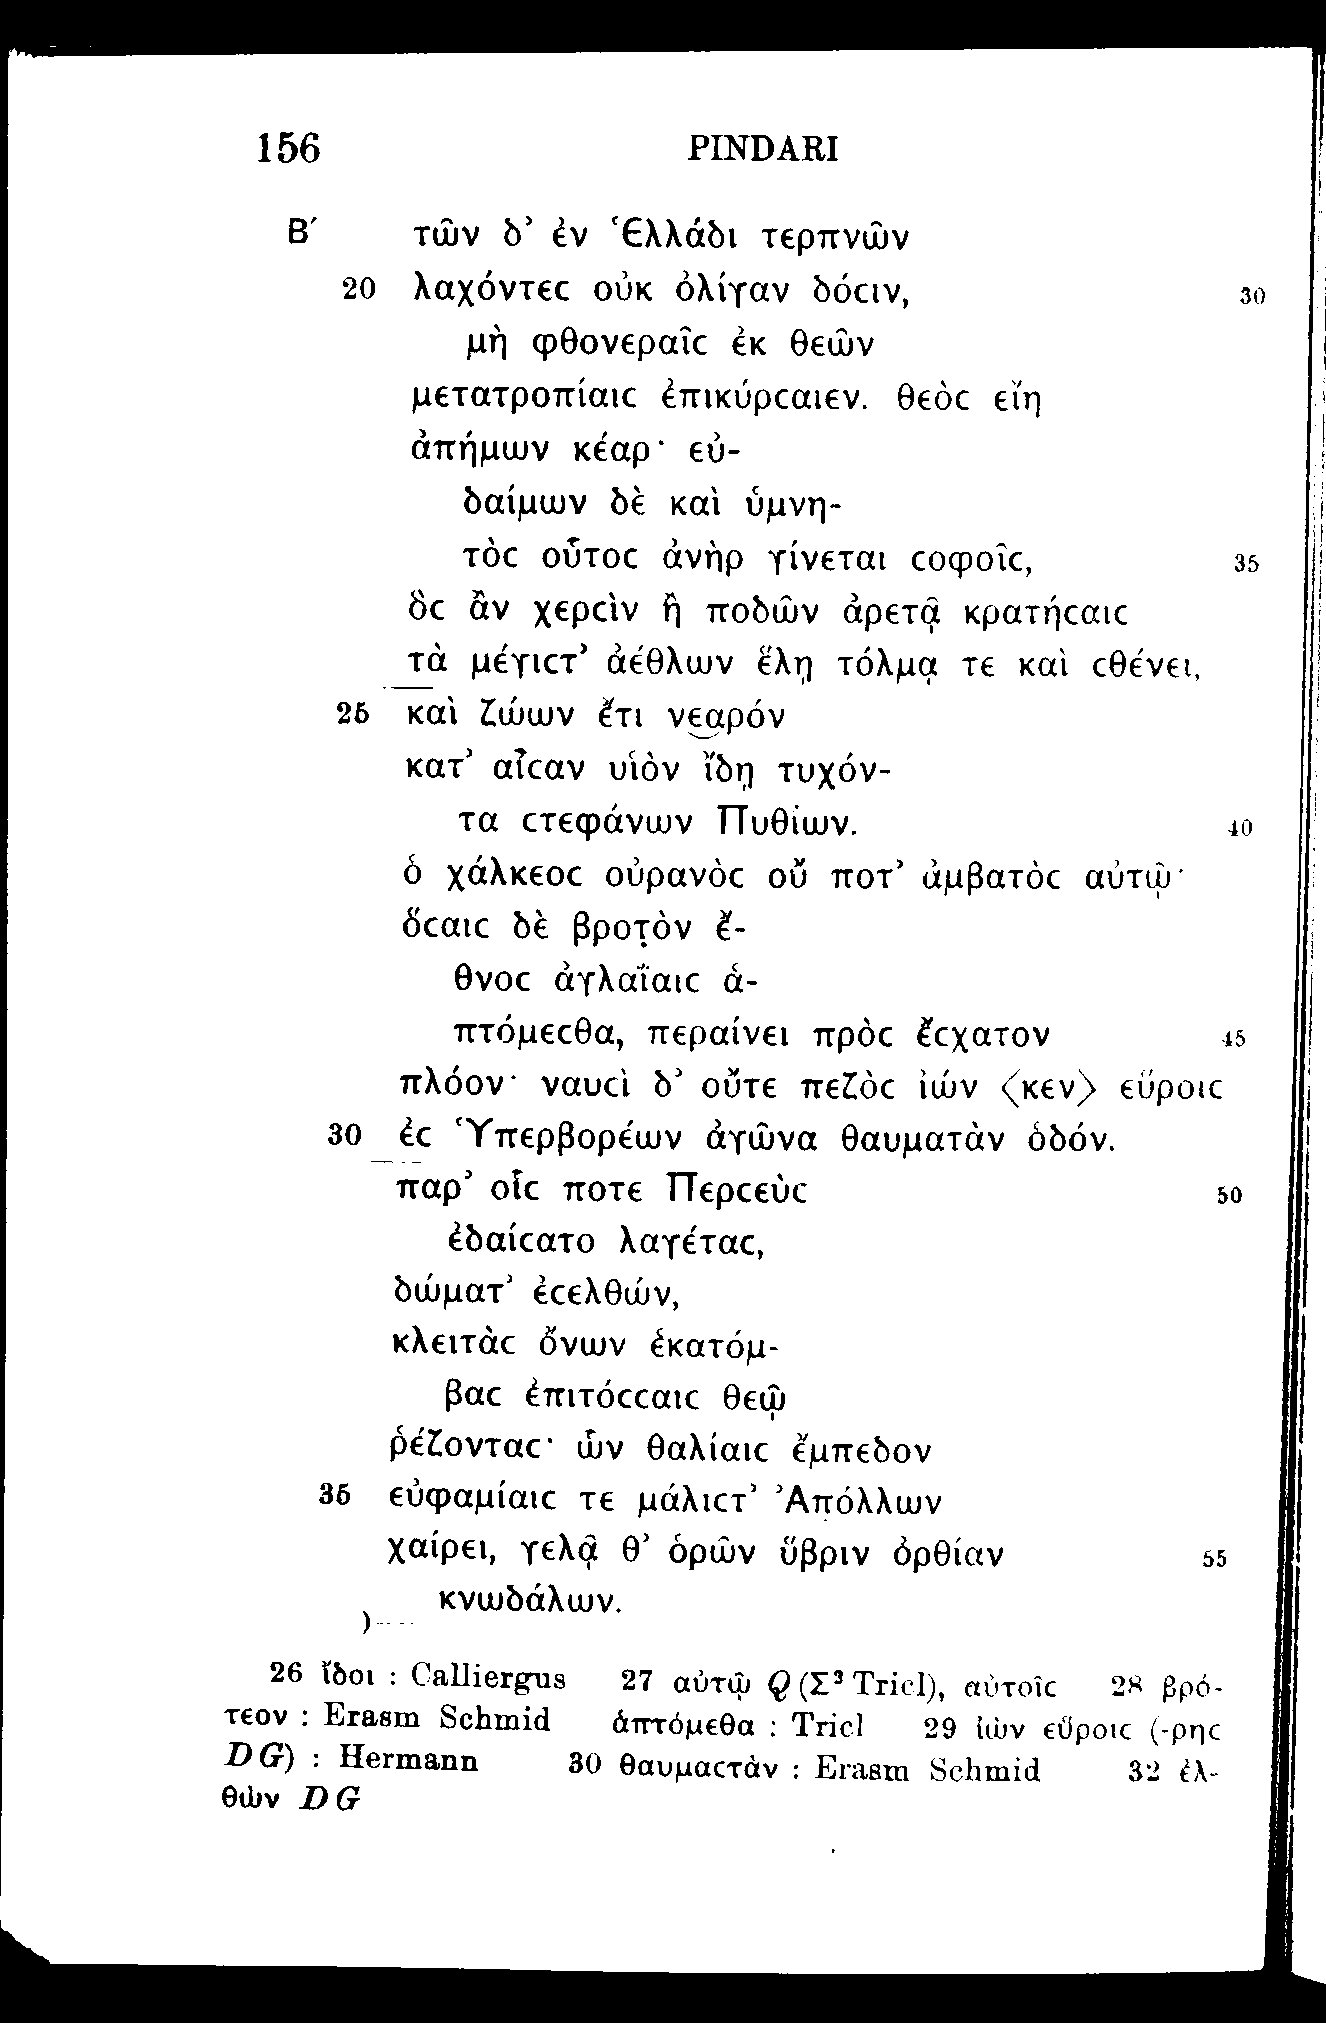 156 PINDARI
Β′ τῶν δ’ ἐν Ἑλλάδι τερπνῶν
20 λαχόντεϲ οὐκ ὀλίγαν δόϲιν, 30
μὴ φθονεραῖϲ ἐκ θεῶν
μετατροπίαιϲ ἐπικύρϲαιεν. θεὸϲ εἴη
ἀπήμων κέαρ· εὐ-
δαίμων δὲ καὶ ὑμνη-
τὸϲ οὗτοϲ ἀνὴρ γίνεται ϲοφοῖϲ, 35
ὃϲ ἂν χερϲὶν ἢ ποδῶν ἀρετᾷ κρατήϲαιϲ
τὰ μέγιϲτ’ ἀέθλων ἕλῃ τόλμᾳ τε καὶ ϲθένει,
25 καὶ ζώων ἔτι νεαρόν
κατ’ αἶϲαν υἱὸν ἴδῃ τυχόν-
τα ϲτεφάνων Πυθίων. 40
ὁ χάλκεοϲ οὐρανὸϲ οὔ ποτ’ ἀμβατὸϲ αὐτῷ·
ὅϲαιϲ δὲ βροτὸν ἔ-
θνοϲ ἀγλαΐαιϲ ἁ-
πτόμεϲθα, περαίνει πρὸϲ ἔϲχατον 45
πλόον· ναυϲὶ δ’ οὔτε πεζὸϲ ἰών ⟨κεν⟩ εὕροιϲ
30 ἐϲ Ὑπερβορέων ἀγῶνα θαυματὰν ὁδόν.
παρ’ οἷϲ ποτε Περϲεὺϲ 50
ἐδαίϲατο λαγέταϲ,
δώματ’ ἐϲελθών,
κλειτὰϲ ὄνων ἑκατόμ-
βαϲ ἐπιτόϲϲαιϲ θεῷ
ῥέζονταϲ· ὧν θαλίαιϲ ἔμπεδον
35 εὐφαμίαιϲ τε μάλιϲτ’ Ἀπόλλων
χαίρει, γελᾷ θ’ ὁρῶν ὕβριν ὀρθίαν 55
κνωδάλων.
26 ἴδοι : Calliergus 27 αὐτῷ Q (Σ³ Tricl), αὐτοῖϲ 28 βρό-
τεον : Erasm Schmid ἁπτόμεθα : Tricl 29 ἰὼν εὕροιϲ (-ρηϲ
DG) : Hermann 30 θαυμαϲτὰν : Erasm Schmid 32 ἐλ-
θὼν DG